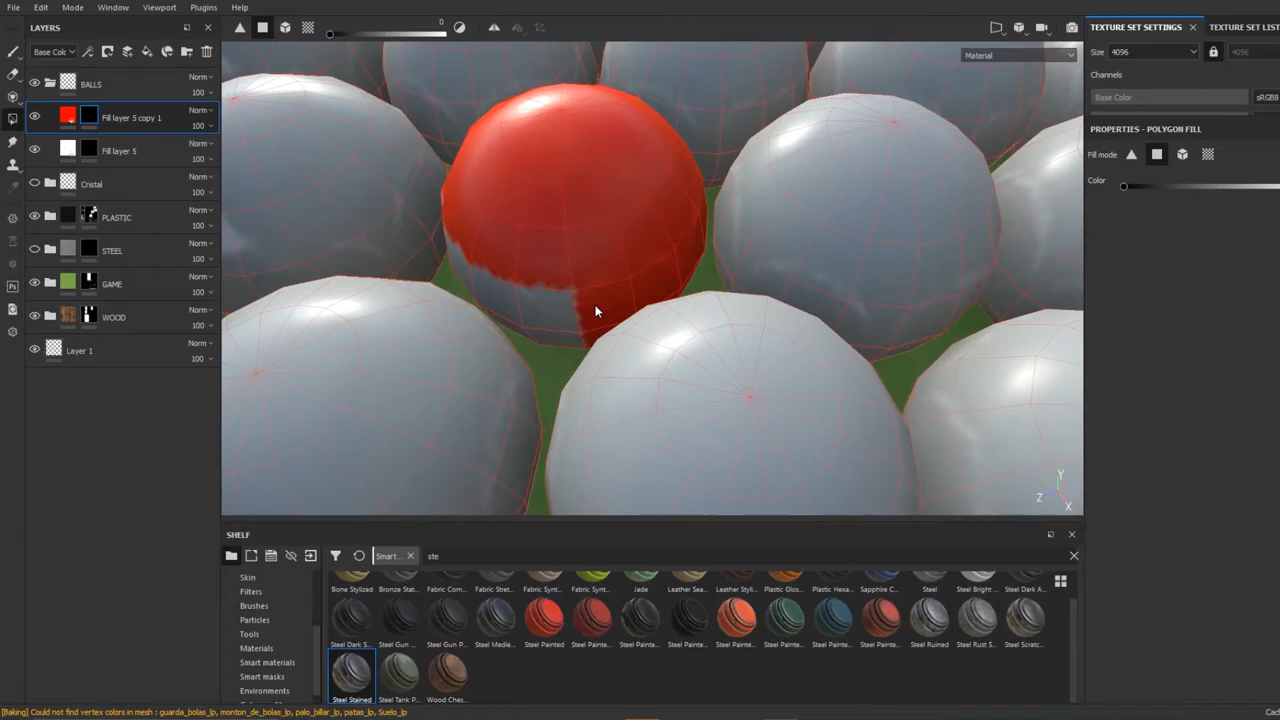 File Edit Mode Window Viewport Plugins Help
LAYERS
Base Colo
BALLS Norm 100
Fill layer 5 copy 1 Norm 100
Fill layer 5 Norm 100
Cristal Norm 100
PLASTIC Norm 100
STEEL Norm 100
GAME Norm 100
WOOD Norm 100
Layer 1 Norm 100
0
Material
Y
Z
X
TEXTURE SET SETTINGS TEXTURE SET LIST
Size 4096 4096
Channels
Base Color sRGB8
PROPERTIES - POLYGON FILL
Fill mode
Color
SHELF
Smart... ste
Skin
Filters
Brushes
Particles
Tools
Materials
Smart materials
Smart masks
Environments
Bone Stylized Bronze Stat... Fabric Com... Fabric Stret... Fabric Synt... Fabric Synt... Jade Leather Sea... Leather Styli... Plastic Glos... Plastic Hexa... Sapphire C... Steel Steel Bright ... Steel Dark A...
Steel Dark S... Steel Gun ... Steel Gun P... Steel Medie... Steel Painted Steel Painte... Steel Painte... Steel Painte... Steel Painte... Steel Painte... Steel Painte... Steel Painte... Steel Ruined Steel Rust S... Steel Scratc...
Steel Stained Steel Tank P... Wood Ches...
[Baking] Could not find vertex colors in mesh : guarda_bolas_lp, monton_de_bolas_lp, palo_billar_lp, patas_lp, Suelo_lp